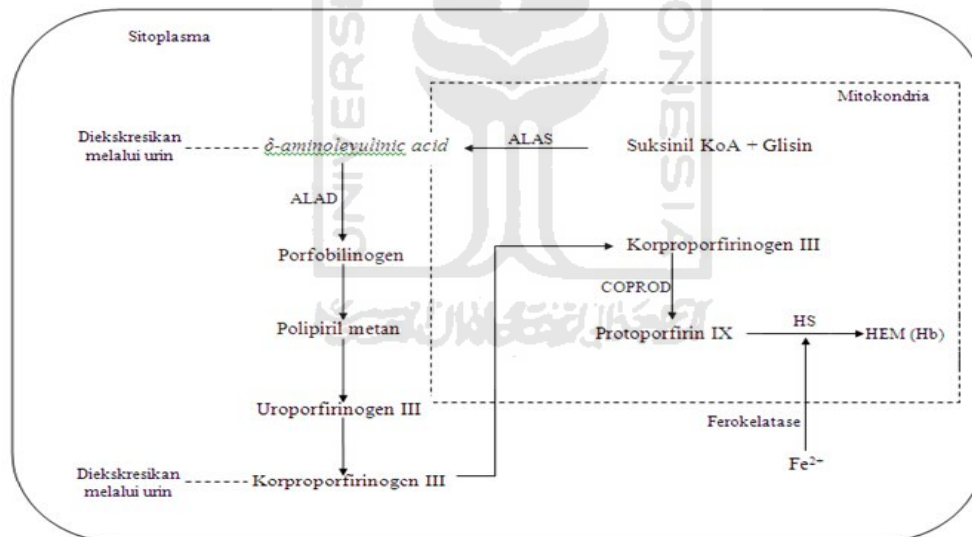 Sitoplasma
Mitokondria
Diekskresikan
melalui urin
δ-aminolevulinic acid
ALAS
Suksinil KoA + Glisin
ALAD
Porfobilinogen
Korproporfirinogen III
COPROD
Polipiril metan
Protoporfirin IX
HS
HEM (Hb)
Uroporfirinogen III
Ferokelatase
Fe²⁺
Diekskresikan
melalui urin
Korproporfirinogen III